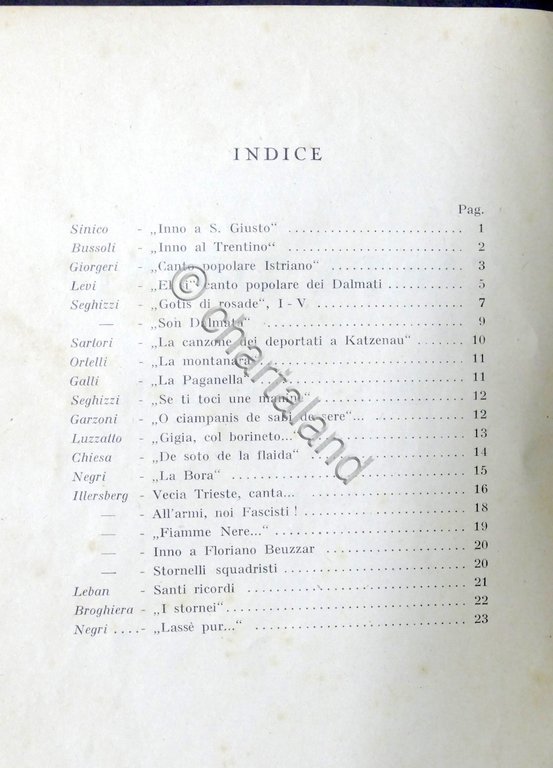 INDICE
Pag.
Sinico - „Inno a S. Giusto“ ........................ 1
Bussoli - „Inno al Trentino“ ........................ 2
Giorgeri - „Canto popolare Istriano“ .................. 3
Levi - canto popolare dei Dalmati ........ 5
Seghizzi - „Gotis di rosade“, I - V .................. 7
— - „Son Dalmata“ ........................ 9
Sartori - „La canzone dei deportati a Katzenau“ ....... 10
Ortelli - „La montanara“ ........................ 11
Galli - „La Paganella“ ........................ 11
Seghizzi - „Se ti toci une manine“ .................. 12
Garzoni - „O ciampanis de sabide sere“... ............ 12
Luzzatto - „Gigia, col borineto... .................. 13
Chiesa - „De soto de la flaida“ .................. 14
Negri - „La Bora“ ........................ 15
Illersberg - Vecia Trieste, canta... .................. 16
— - All'armi, noi Fascisti ! .................. 18
— - „Fiamme Nere...“ ........................ 19
— - Inno a Floriano Beuzzar .................. 20
— - Stornelli squadristi .................. 20
Leban - Santi ricordi ........................ 21
Broghiera - „I stornei“ ........................ 22
Negri .... - „Lassè pur...“ ........................ 23
© chartaland